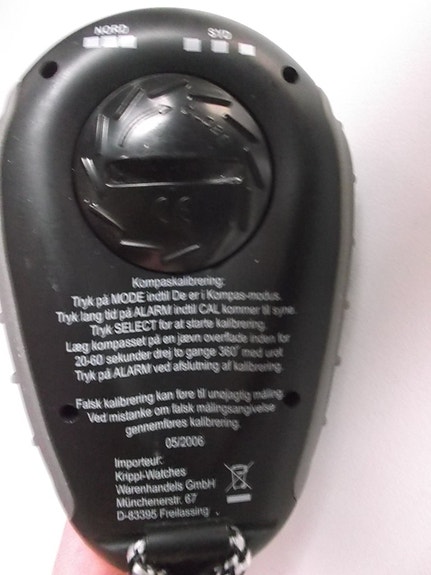 NORD SYD
CE
Kompaskalibrering:
Tryk på MODE indtil De er i Kompas-modus.
Tryk lang tid på ALARM indtil CAL kommer til syne.
Tryk SELECT for at starte kalibrering.
Læg kompasset på en jævn overflade inden for
20-60 sekunder drej to gange 360° med uret
Tryk på ALARM ved afslutning af kalibrering.
Falsk kalibrering kan føre til unøjagtig måling
Ved mistanke om falsk målingsangivelse
gennemføres kalibrering.
05/2006
Importeur:
Krippl-Watches
Warenhandels GmbH
Münchenerstr. 67
D-83395 Freilassing